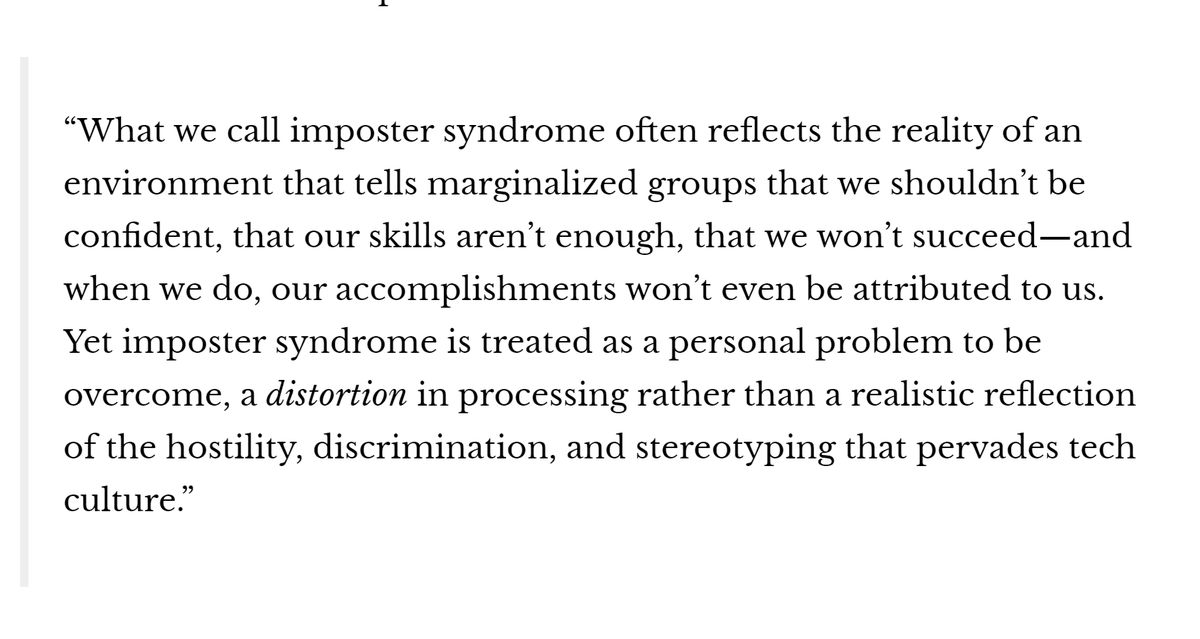 “What we call imposter syndrome often reflects the reality of an
environment that tells marginalized groups that we shouldn’t be
confident, that our skills aren’t enough, that we won’t succeed—and
when we do, our accomplishments won’t even be attributed to us.
Yet imposter syndrome is treated as a personal problem to be
overcome, a distortion in processing rather than a realistic reflection
of the hostility, discrimination, and stereotyping that pervades tech
culture.”